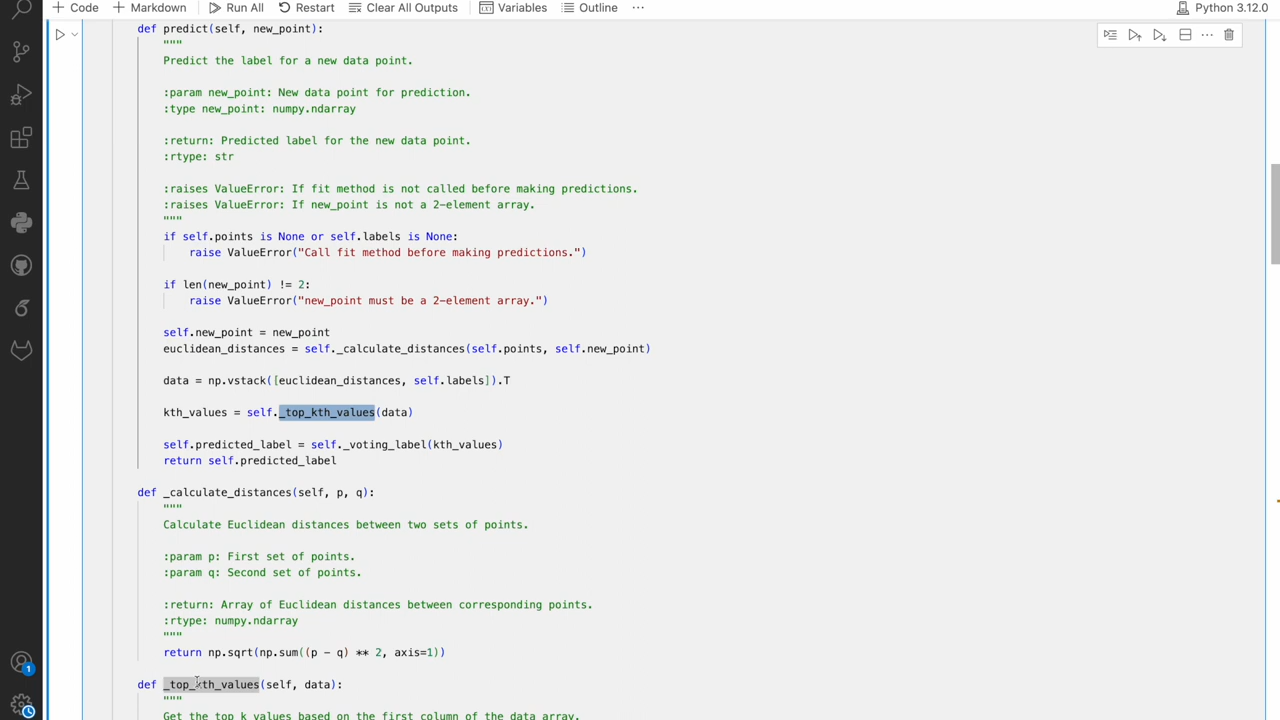 Code
Markdown
Run All
Restart
Clear All Outputs
Variables
Outline
···
Python 3.12.0
def predict(self, new_point):
"""
Predict the label for a new data point.
:param new_point: New data point for prediction.
:type new_point: numpy.ndarray
:return: Predicted label for the new data point.
:rtype: str
:raises ValueError: If fit method is not called before making predictions.
:raises ValueError: If new_point is not a 2-element array.
"""
if self.points is None or self.labels is None:
raise ValueError("Call fit method before making predictions.")
if len(new_point) != 2:
raise ValueError("new_point must be a 2-element array.")
self.new_point = new_point
euclidean_distances = self._calculate_distances(self.points, self.new_point)
data = np.vstack([euclidean_distances, self.labels]).T
kth_values = self._top_kth_values(data)
self.predicted_label = self._voting_label(kth_values)
return self.predicted_label
def _calculate_distances(self, p, q):
"""
Calculate Euclidean distances between two sets of points.
:param p: First set of points.
:param q: Second set of points.
:return: Array of Euclidean distances between corresponding points.
:rtype: numpy.ndarray
"""
return np.sqrt(np.sum((p - q) ** 2, axis=1))
1
def _top_kth_values(self, data):
"""
Get the top k values based on the first column of the data array.